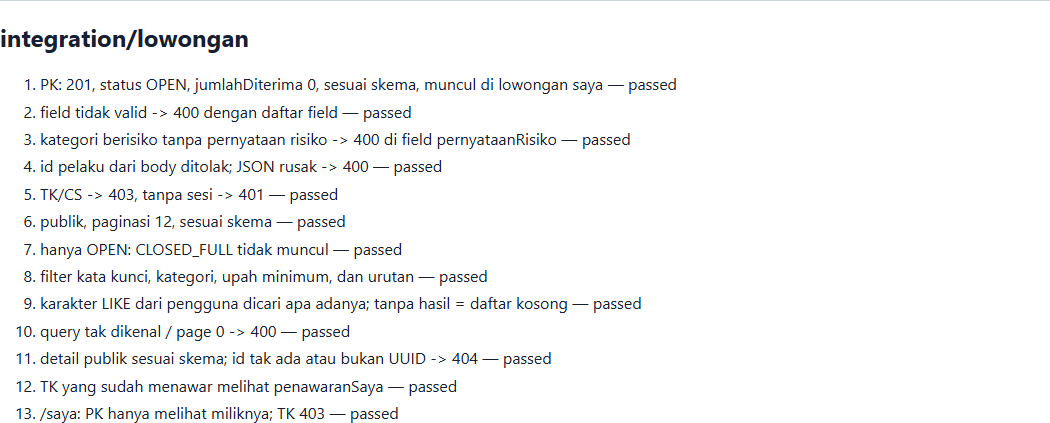 integration/lowongan
1. PK: 201, status OPEN, jumlahDiterima 0, sesuai skema, muncul di lowongan saya — passed
2. field tidak valid -> 400 dengan daftar field — passed
3. kategori berisiko tanpa pernyataan risiko -> 400 di field pernyataanRisiko — passed
4. id pelaku dari body ditolak; JSON rusak -> 400 — passed
5. TK/CS -> 403, tanpa sesi -> 401 — passed
6. publik, paginasi 12, sesuai skema — passed
7. hanya OPEN: CLOSED_FULL tidak muncul — passed
8. filter kata kunci, kategori, upah minimum, dan urutan — passed
9. karakter LIKE dari pengguna dicari apa adanya; tanpa hasil = daftar kosong — passed
10. query tak dikenal / page 0 -> 400 — passed
11. detail publik sesuai skema; id tak ada atau bukan UUID -> 404 — passed
12. TK yang sudah menawar melihat penawaranSaya — passed
13. /saya: PK hanya melihat miliknya; TK 403 — passed